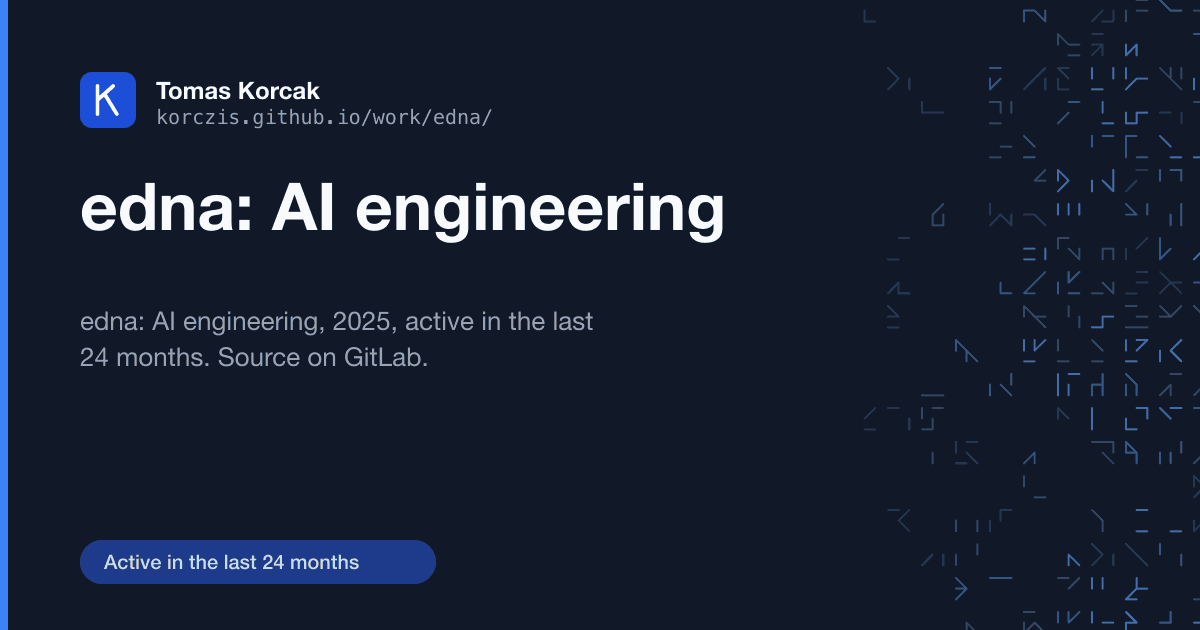 K
Tomas Korcak
korczis.github.io/work/edna/
edna: AI engineering
edna: AI engineering, 2025, active in the last
24 months. Source on GitLab.
Active in the last 24 months